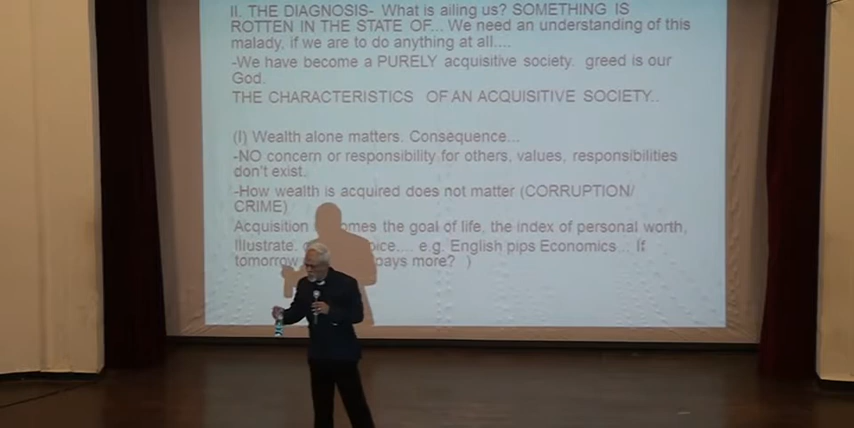 II. THE DIAGNOSIS- What is ailing us? SOMETHING IS
ROTTEN IN THE STATE OF... We need an understanding of this
malady, if we are to do anything at all....
-We have become a PURELY acquisitive society. greed is our
God.
THE CHARACTERISTICS OF AN ACQUISITIVE SOCIETY..
(I) Wealth alone matters. Consequence...
-NO concern or responsibility for others, values, responsibilities
don't exist.
-How wealth is acquired does not matter (CORRUPTION/
CRIME)
Acquisition the goal of life, the index of personal worth,
Illustrate. e.g. English pips Economics... If
tomorrow pays more? )